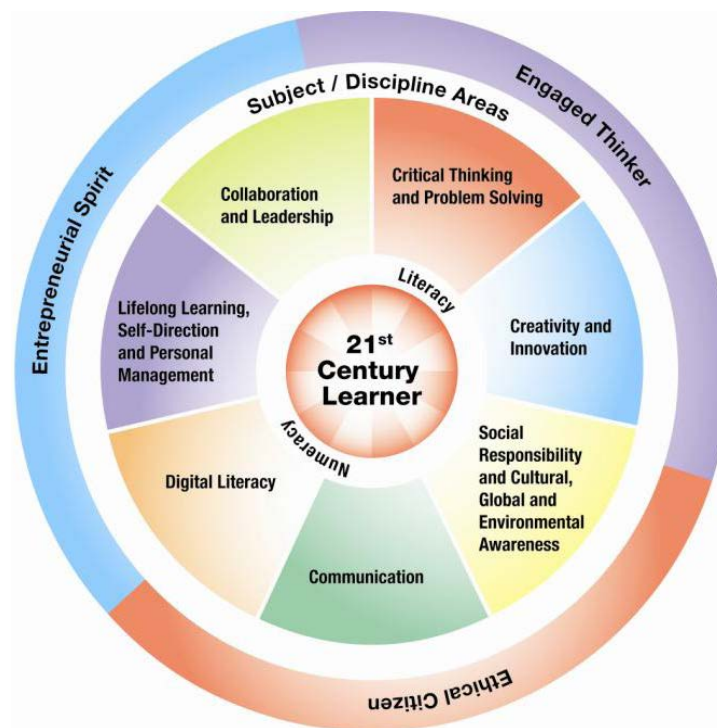 Engaged Thinker
Entrepreneurial Spirit
Ethical Citizen
Subject / Discipline Areas
Collaboration
and Leadership
Critical Thinking
and Problem Solving
Lifelong Learning,
Self-Direction
and Personal
Management
Creativity and
Innovation
Digital Literacy
Social
Responsibility
and Cultural,
Global and
Environmental
Awareness
Communication
Literacy
21st
Century
Learner
Numeracy